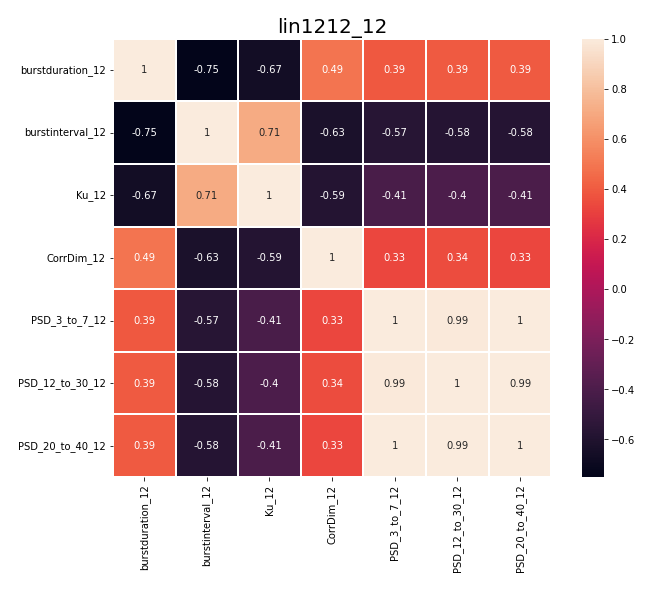 lin1212_12
burstduration_12 1 -0.75 -0.67 0.49 0.39 0.39 0.39
burstinterval_12 -0.75 1 0.71 -0.63 -0.57 -0.58 -0.58
Ku_12 -0.67 0.71 1 -0.59 -0.41 -0.4 -0.41
CorrDim_12 0.49 -0.63 -0.59 1 0.33 0.34 0.33
PSD_3_to_7_12 0.39 -0.57 -0.41 0.33 1 0.99 1
PSD_12_to_30_12 0.39 -0.58 -0.4 0.34 0.99 1 0.99
PSD_20_to_40_12 0.39 -0.58 -0.41 0.33 1 0.99 1
burstduration_12
burstinterval_12
Ku_12
CorrDim_12
PSD_3_to_7_12
PSD_12_to_30_12
PSD_20_to_40_12
1.0
0.8
0.6
0.4
0.2
0.0
−0.2
−0.4
−0.6